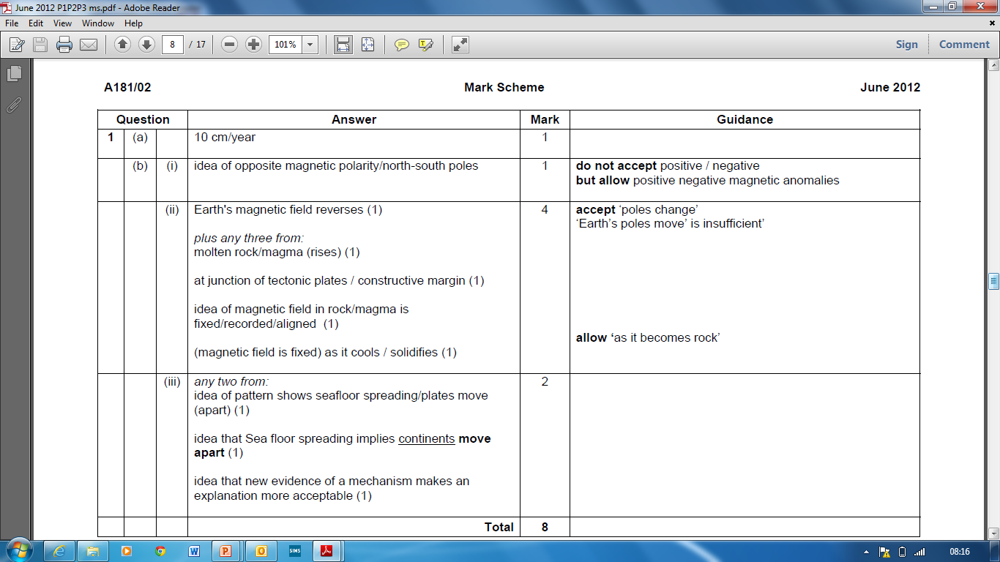 June 2012 P1P2P3 ms.pdf - Adobe Reader
File Edit View Window Help
8 / 17
101%
Sign
Comment
A181/02
Mark Scheme
June 2012
Question Answer Mark Guidance
1 (a) 10 cm/year 1
(b) (i) idea of opposite magnetic polarity/north-south poles 1 do not accept positive / negative
but allow positive negative magnetic anomalies
(ii) Earth's magnetic field reverses (1) 4 accept ‘poles change’
‘Earth’s poles move’ is insufficient’
plus any three from:
molten rock/magma (rises) (1)
at junction of tectonic plates / constructive margin (1)
idea of magnetic field in rock/magma is
fixed/recorded/aligned (1)
allow ‘as it becomes rock’
(magnetic field is fixed) as it cools / solidifies (1)
(iii) any two from: 2
idea of pattern shows seafloor spreading/plates move
(apart) (1)
idea that Sea floor spreading implies continents move
apart (1)
idea that new evidence of a mechanism makes an
explanation more acceptable (1)
Total 8
SIMS
08:16